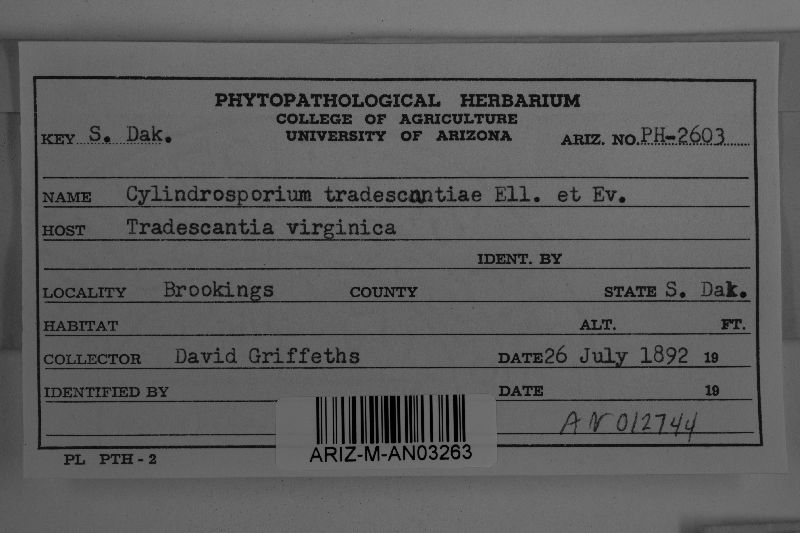 PHYTOPATHOLOGICAL HERBARIUM
COLLEGE OF AGRICULTURE
KEY S. Dak. UNIVERSITY OF ARIZONA ARIZ. NO. PH-2603
NAME Cylindrosporium tradescantiae Ell. et Ev.
HOST Tradescantia virginica
IDENT. BY
LOCALITY Brookings COUNTY STATE S. Dak.
HABITAT ALT. FT.
COLLECTOR David Griffeths DATE 26 July 1892 19
IDENTIFIED BY DATE 19
AN 012744
ARIZ-M-AN03263
PL PTH-2